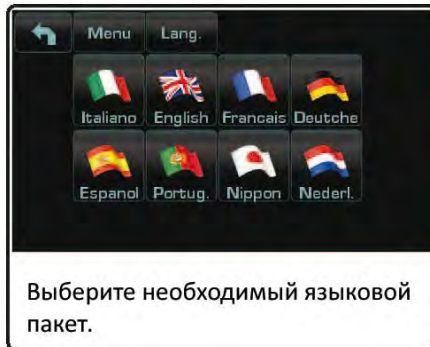 Menu Lang.
Italiano English Francais Deutche
Espanol Portug. Nippon Nederl.
Выберите необходимый языковой
пакет.